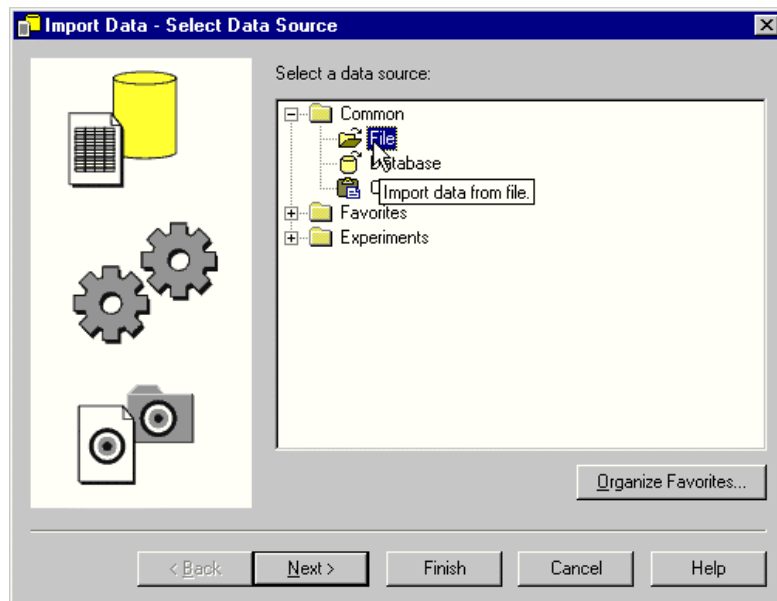 Import Data - Select Data Source
Select a data source:
Common
File
Database
Import data from file.
Favorites
Experiments
Organize Favorites...
< Back
Next >
Finish
Cancel
Help